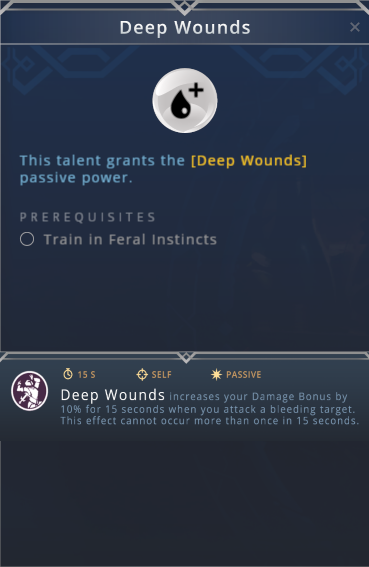 Deep Wounds
This talent grants the [Deep Wounds]
passive power.
PREREQUISITES
Train in Feral Instincts
15 S SELF PASSIVE
Deep Wounds increases your Damage Bonus by
10% for 15 seconds when you attack a bleeding target.
This effect cannot occur more than once in 15 seconds.